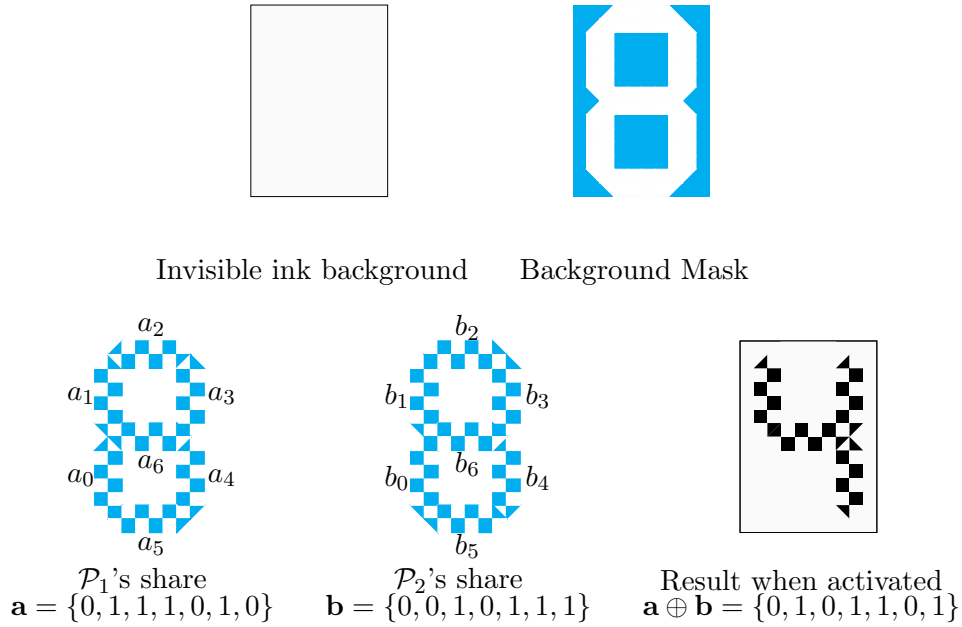 Invisible ink background
Background Mask
a₂
a₁
a₃
a₆
a₀
a₄
a₅
b₂
b₁
b₃
b₆
b₀
b₄
b₅
𝒫₁'s share
a = {0, 1, 1, 1, 0, 1, 0}
𝒫₂'s share
b = {0, 0, 1, 0, 1, 1, 1}
Result when activated
a ⊕ b = {0, 1, 0, 1, 1, 0, 1}